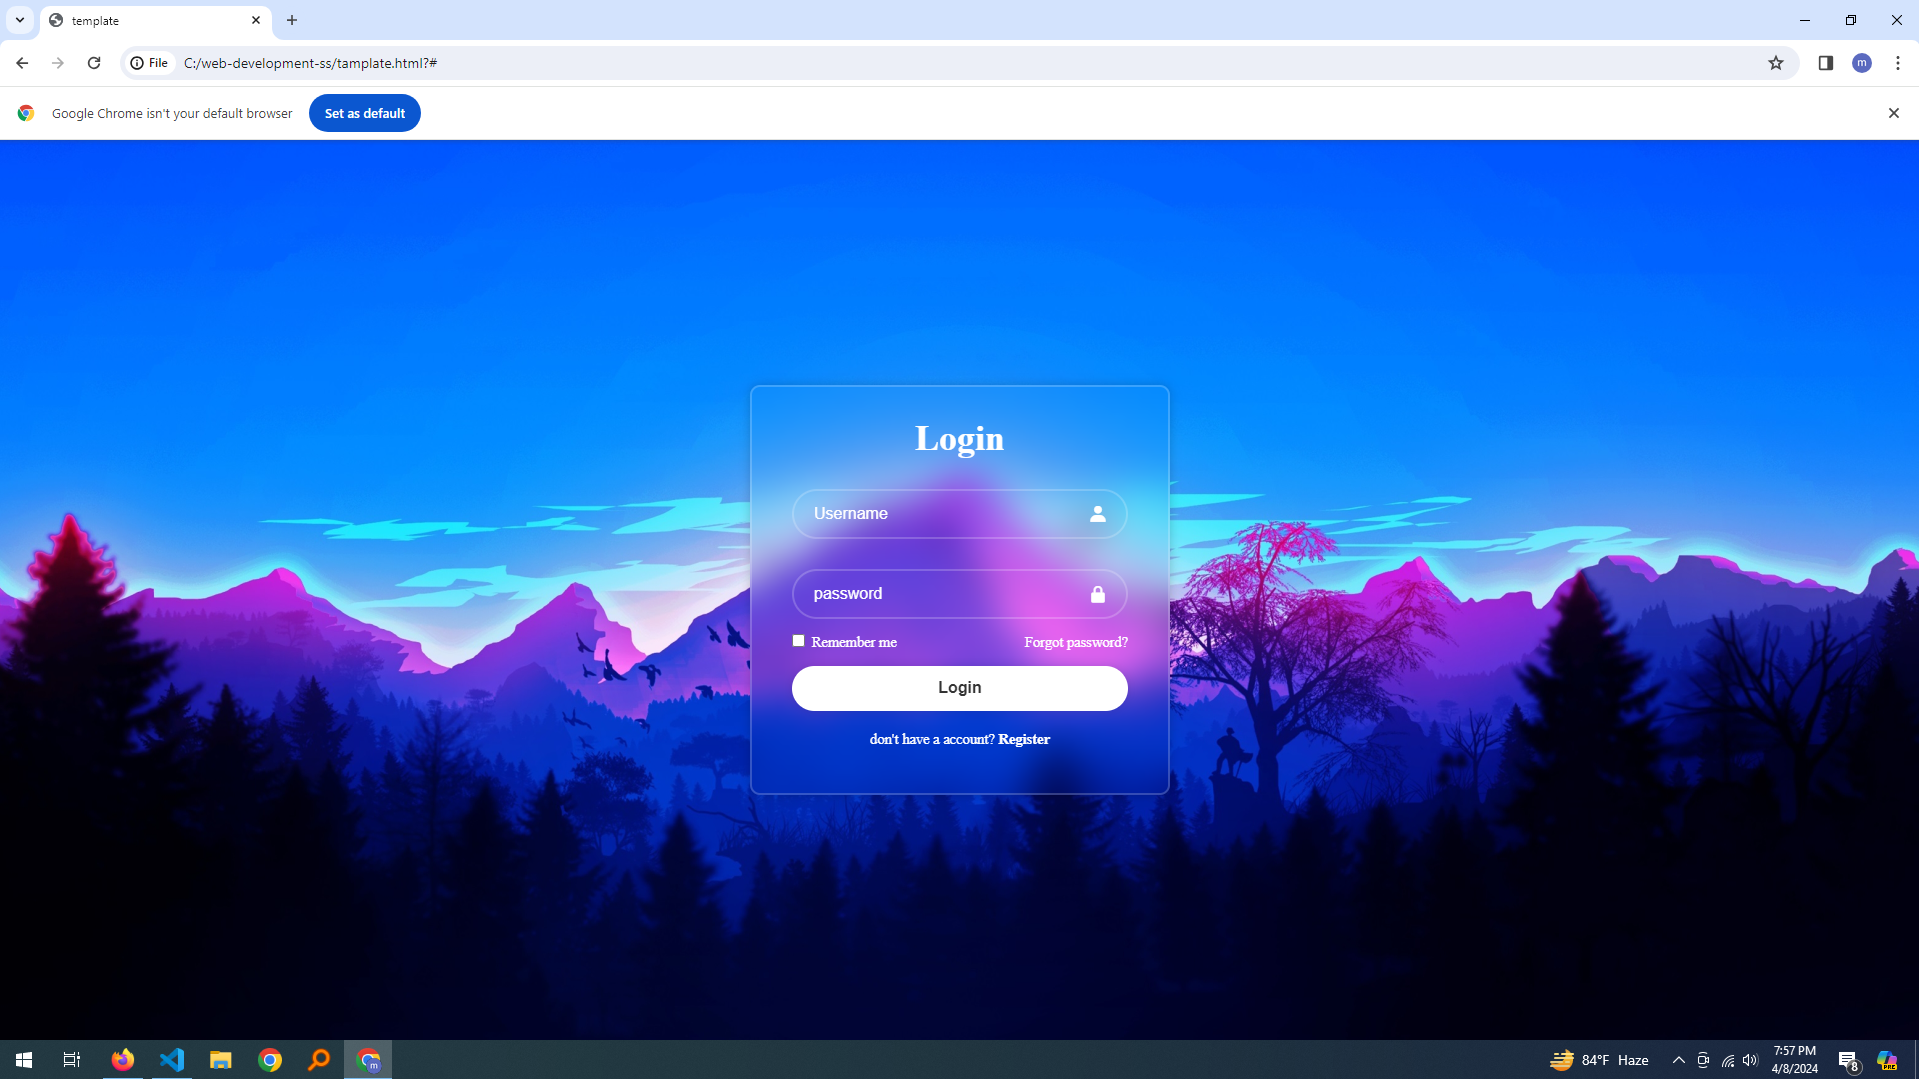 template
File C:/web-development-ss/tamplate.html?#
m
Google Chrome isn't your default browser Set as default
Login
Username
password
Remember me Forgot password?
Login
don't have a account? Register
m
84°F Haze
7:57 PM
4/8/2024
8
PRE